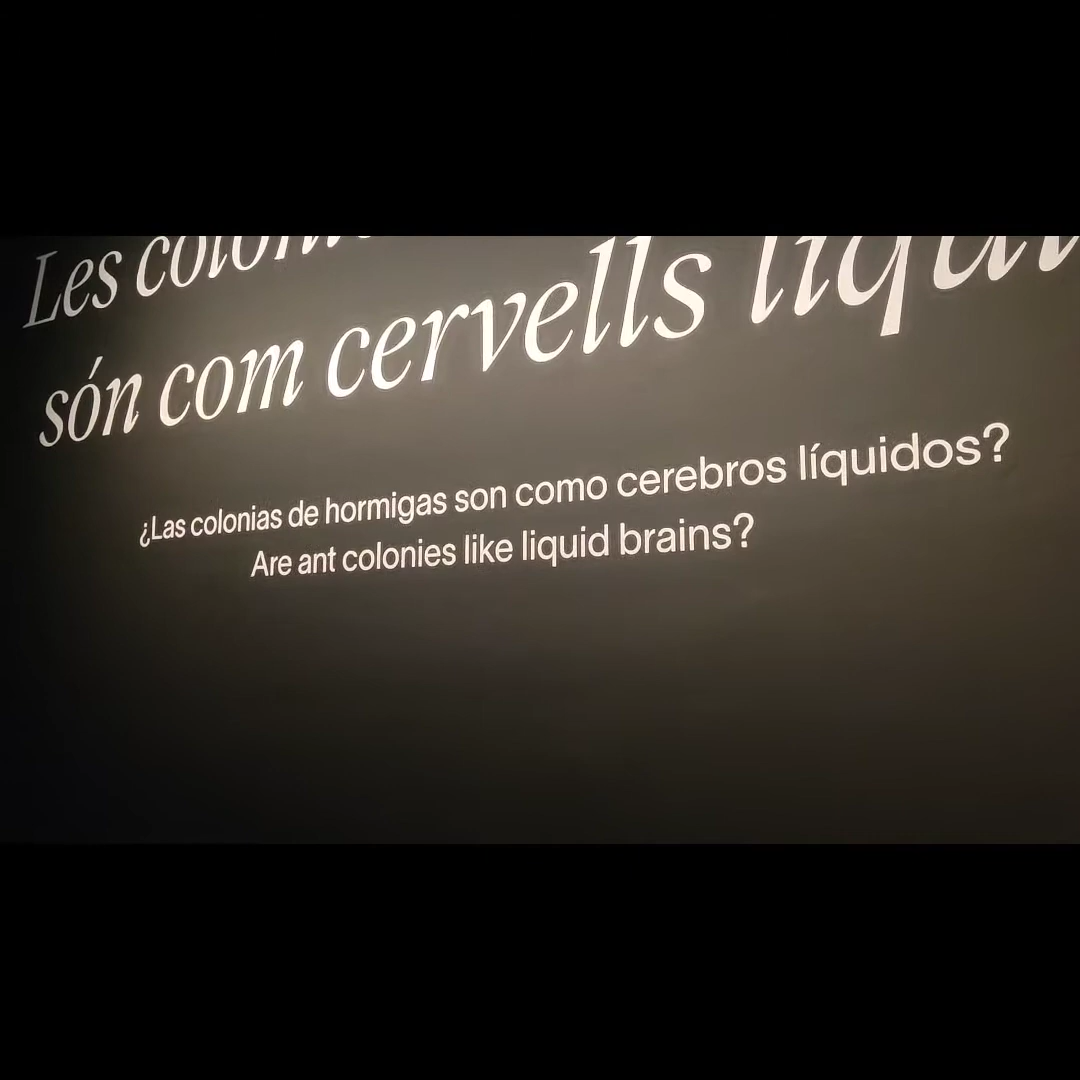 Les
són com cervells
¿Las colonias de hormigas son como cerebros líquidos?
Are ant colonies like liquid brains?